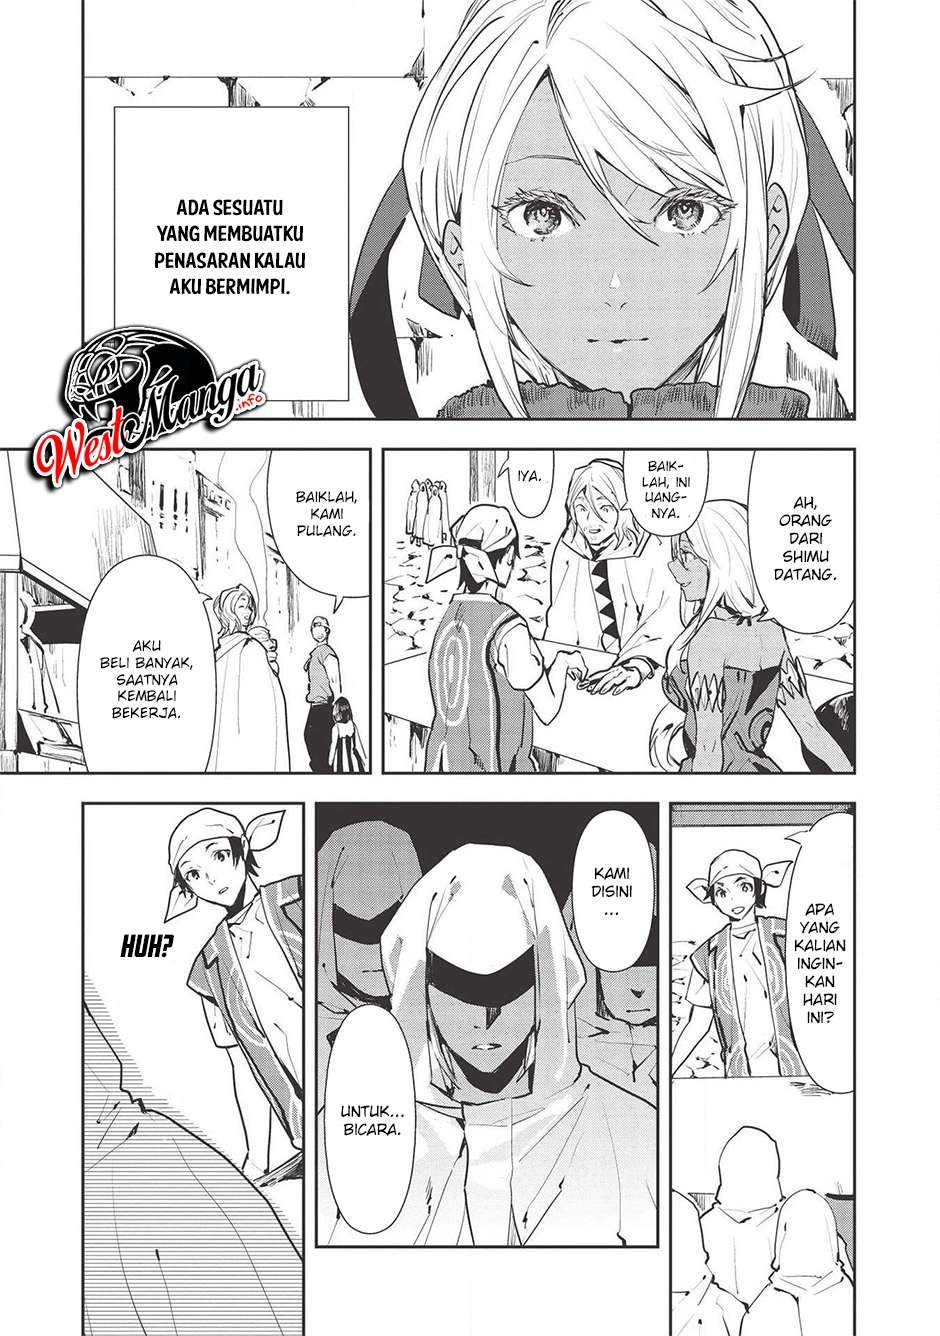 ADA SESUATU
YANG MEMBUATKU
PENASARAN KALAU
AKU BERMIMPI.
WestManga
.info
AH,
ORANG
DARI
SHIMU
DATANG.
BAIK-
LAH, INI
UANG-
NYA.
IYA.
BAIKLAH,
KAMI
PULANG.
AKU
BELI BANYAK,
SAATNYA
KEMBALI
BEKERJA.
APA
YANG
KALIAN
INGIN-
KAN
HARI
INI?
KAMI
DISINI
...
UNTUK...
BICARA.
HUH?